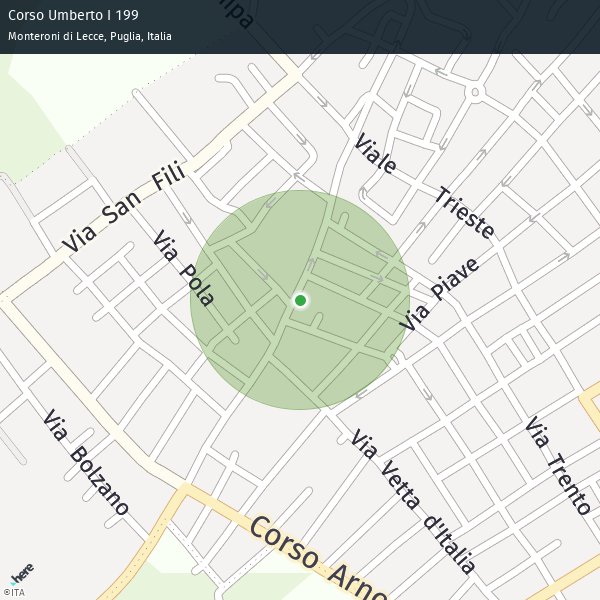 Corso Umberto I 199
Monteroni di Lecce, Puglia, Italia
Viale
Trieste
Via San Fili
Via Pola
Via Piave
Via Bolzano
Via Vetta d'Italia
Via Trento
Corso Arno
here
©ITA